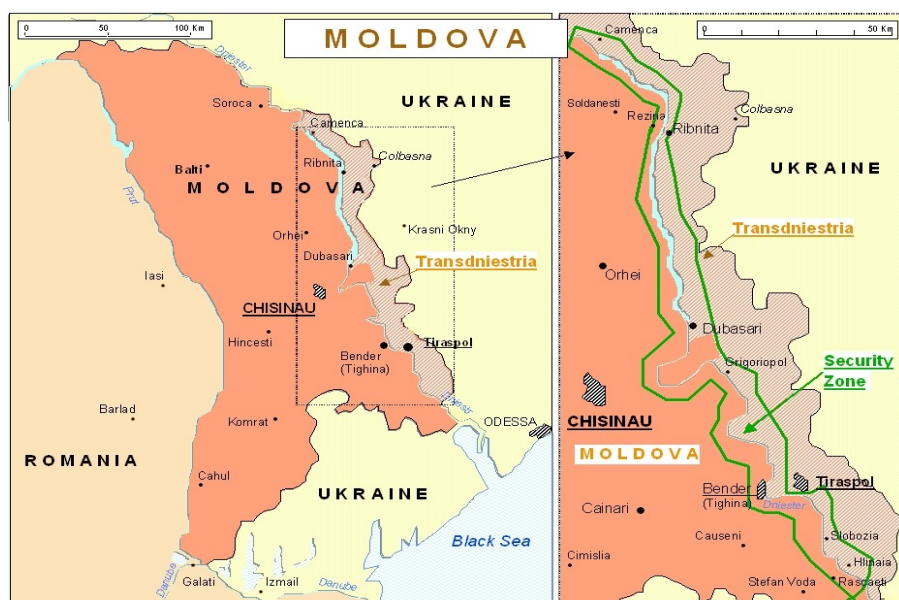 MOLDOVA
0 50 100 Km
Dniester
Soroca
UKRAINE
Camenca
Ribnita
Colbasna
Balti
MOLDOVA
Prut
Orhei
Krasni Okny
Dubasari
Transdniestria
Iasi
CHISINAU
Hincesti
Bender
(Tighina)
Tiraspol
Barlad
Komrat
Dniestr
ODESSA
ROMANIA
Cahul
UKRAINE
Black Sea
Danube
Galati
Izmail
Danube
0 50 Km
Camenca
Soldanesti
Rezina
Ribnita
Colbasna
UKRAINE
Transdniestria
Orhei
Dubasari
Grigoriopol
Security
Zone
CHISINAU
MOLDOVA
Bender
(Tighina)
Tiraspol
Dniester
Cainari
Causeni
Slobozia
Cimislia
Hlinaia
Stefan Voda
Rascaeti